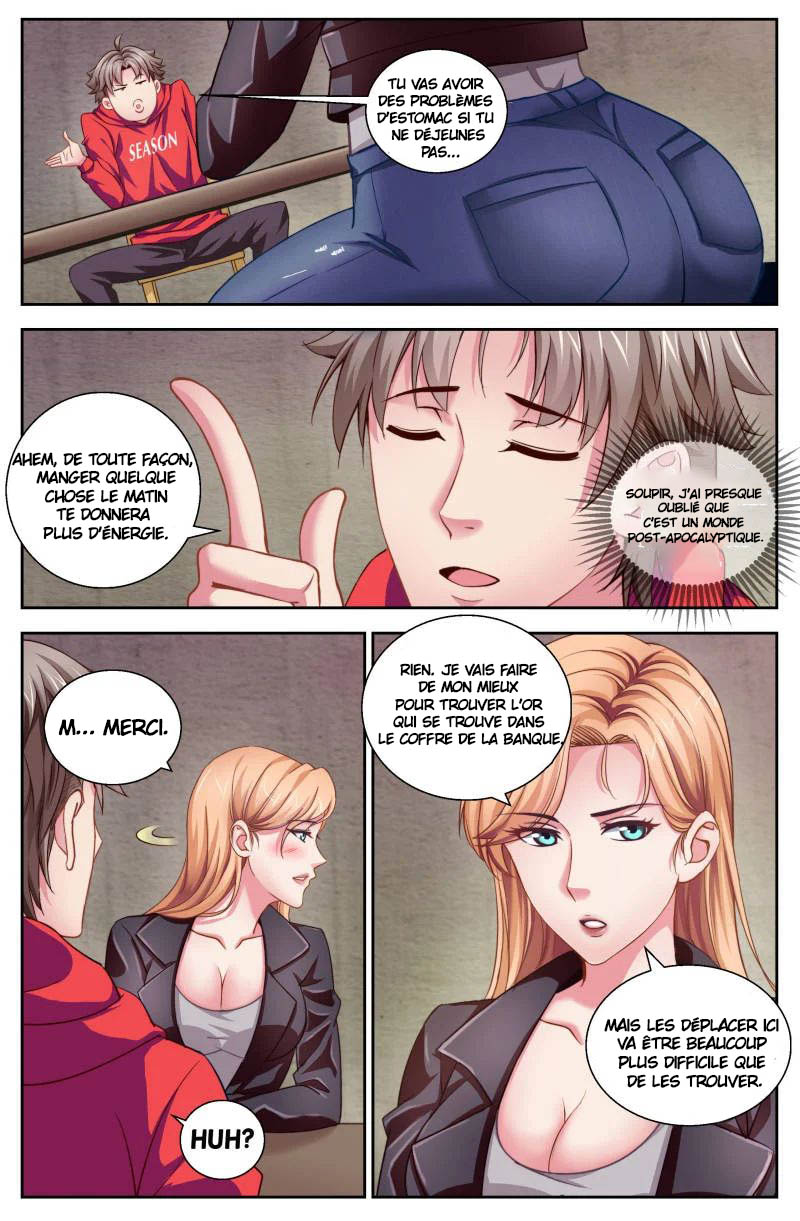 TU VAS AVOIR
DES PROBLÈMES
D'ESTOMAC SI TU
NE DÉJEUNES
PAS...
SEASON
AHEM, DE TOUTE FAÇON,
MANGER QUELQUE
CHOSE LE MATIN
TE DONNERA
PLUS D'ÉNERGIE.
SOUPIR, J'AI PRESQUE
OUBLIÉ QUE
C'EST UN MONDE
POST-APOCALYPTIQUE.
M... MERCI.
HUH?
RIEN. JE VAIS FAIRE
DE MON MIEUX
POUR TROUVER L'OR
QUI SE TROUVE DANS
LE COFFRE DE LA BANQUE.
MAIS LES DÉPLACER ICI
VA ÊTRE BEAUCOUP
PLUS DIFFICILE QUE
DE LES TROUVER.